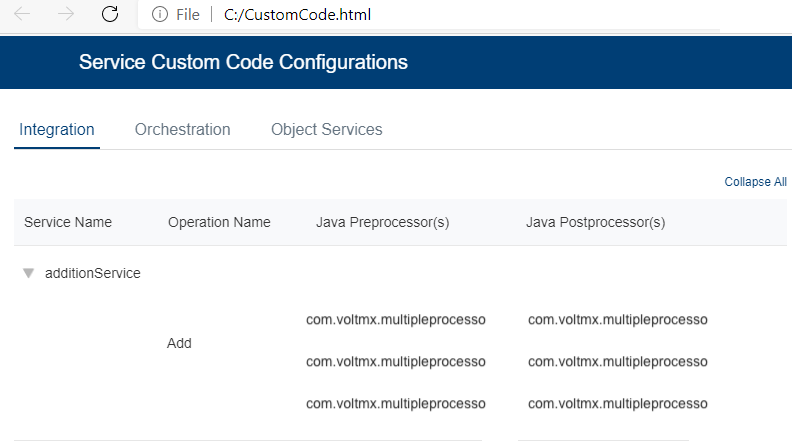 File C:/CustomCode.html
Service Custom Code Configurations
Integration Orchestration Object Services
Collapse All
Service Name Operation Name Java Preprocessor(s) Java Postprocessor(s)
additionService
com.voltmx.multipleprocesso com.voltmx.multipleprocesso
Add
com.voltmx.multipleprocesso com.voltmx.multipleprocesso
com.voltmx.multipleprocesso com.voltmx.multipleprocesso